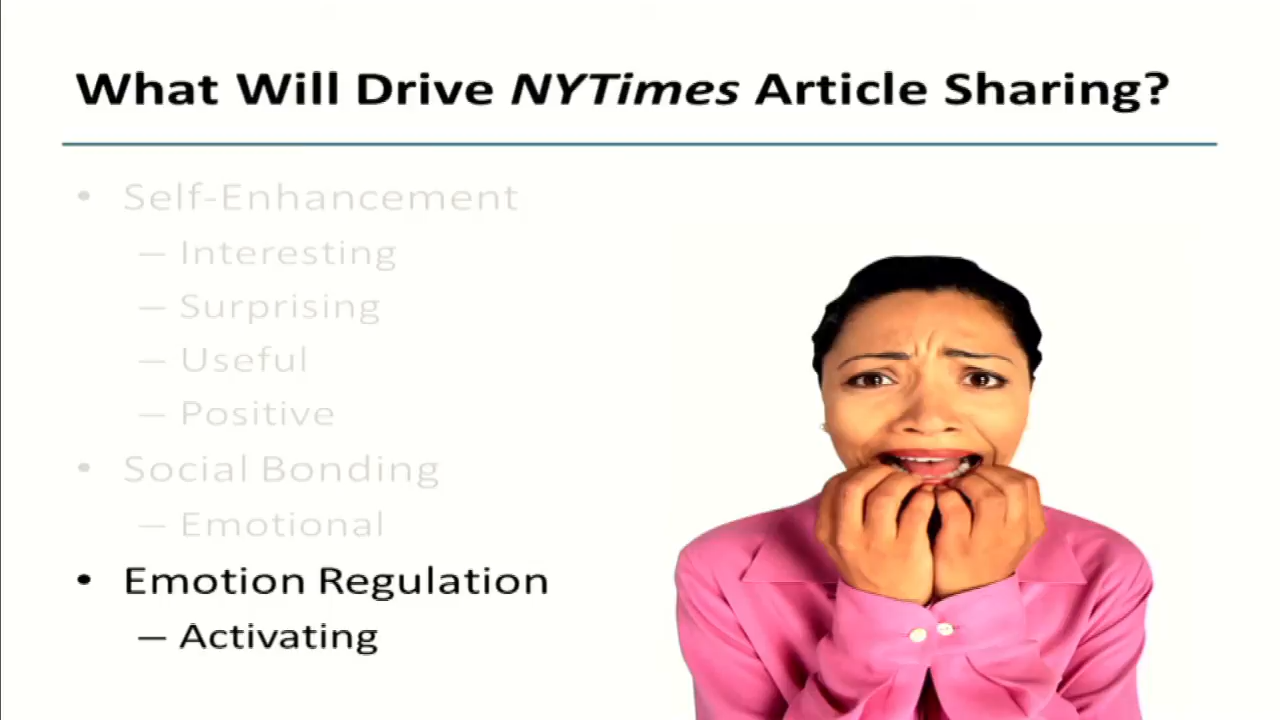 What Will Drive NYTimes Article Sharing?
• Self-Enhancement
– Interesting
– Surprising
– Useful
– Positive
• Social Bonding
– Emotional
• Emotion Regulation
– Activating